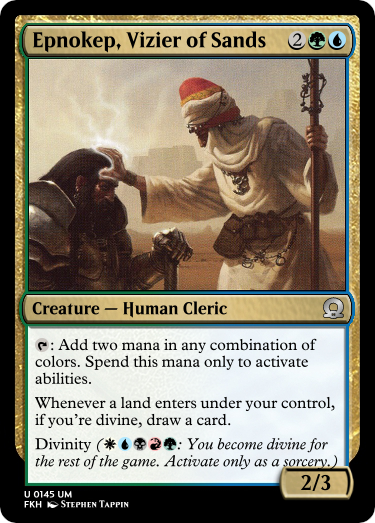 Epnokep, Vizier of Sands 2
Creature — Human Cleric
: Add two mana in any combination of
colors. Spend this mana only to activate
abilities.
Whenever a land enters under your control,
if you're divine, draw a card.
Divinity (: You become divine for
the rest of the game. Activate only as a sorcery.)
2/3
U 0145 UM
FKH Stephen Tappin